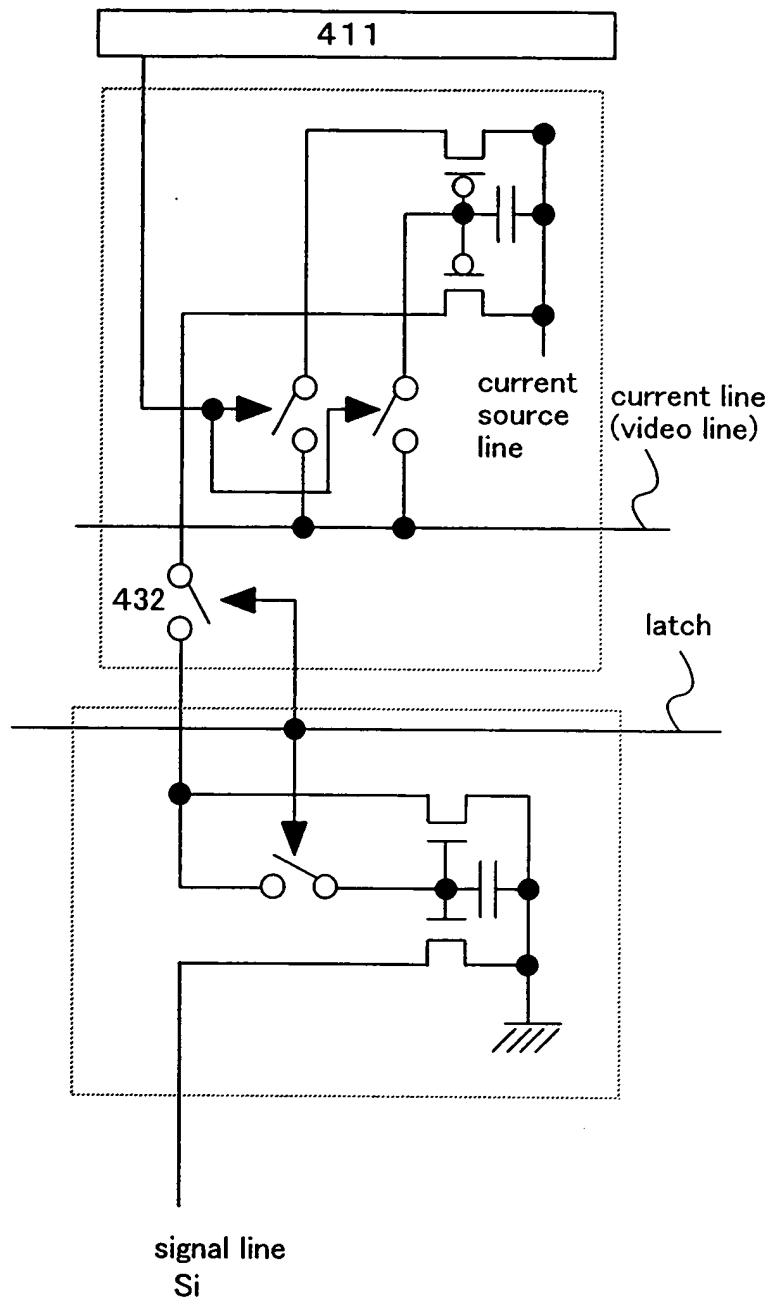 411
current
source
line
current line
(video line)
432
latch
signal line
Si